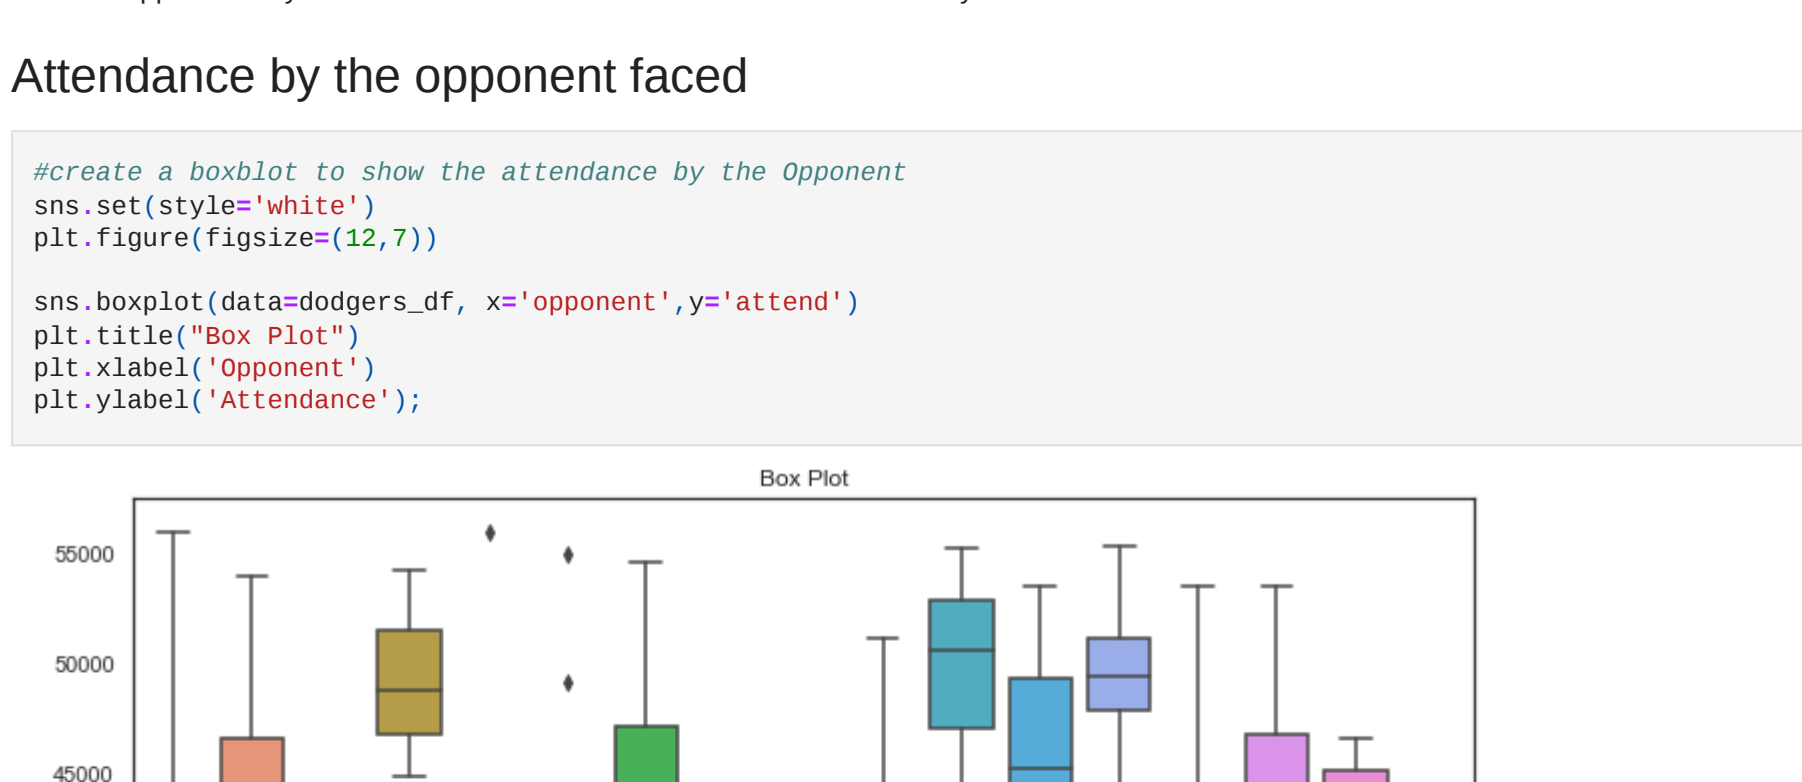 Attendance by the opponent faced
#create a boxblot to show the attendance by the Opponent
sns.set(style='white')
plt.figure(figsize=(12,7))
sns.boxplot(data=dodgers_df, x='opponent',y='attend')
plt.title("Box Plot")
plt.xlabel('Opponent')
plt.ylabel('Attendance');
Box Plot
55000
50000
45000